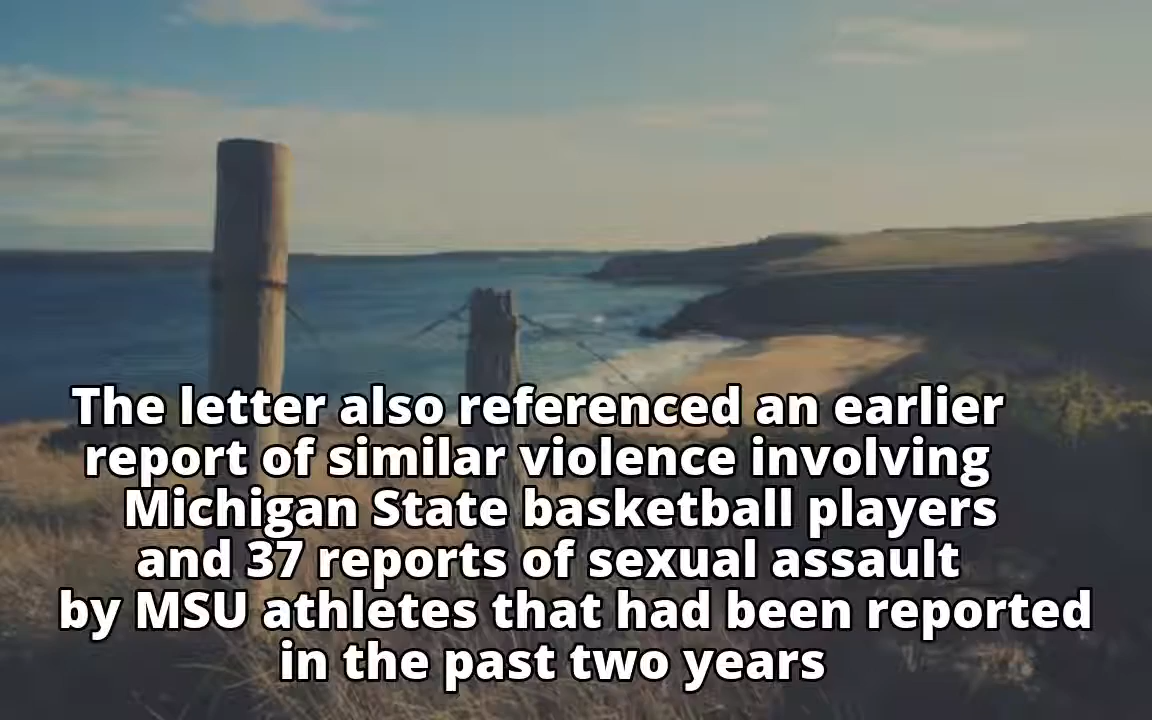 The letter also referenced an earlier
report of similar violence involving
Michigan State basketball players
and 37 reports of sexual assault
by MSU athletes that had been reported
in the past two years